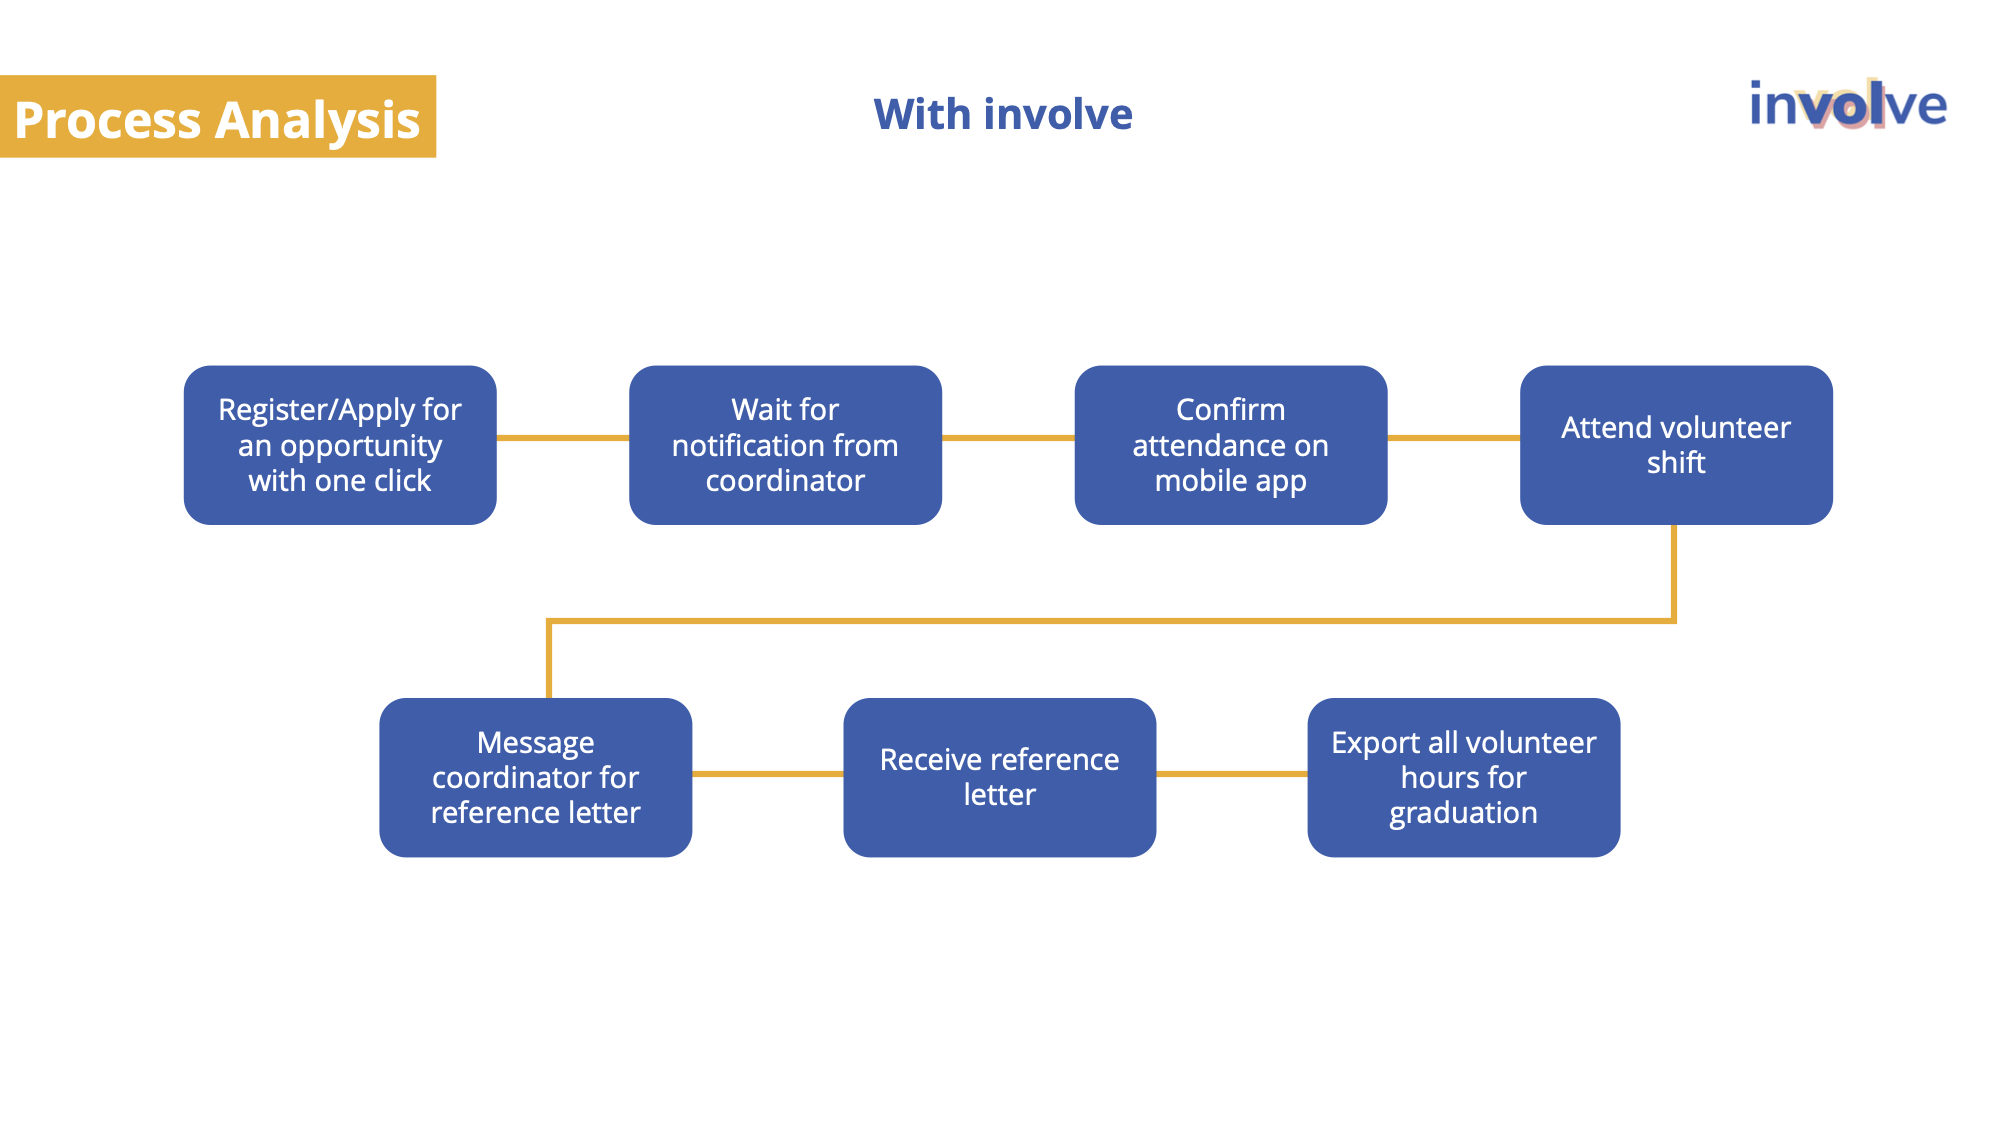 Process Analysis
With involve
involve
Register/Apply for
an opportunity
with one click
Wait for
notification from
coordinator
Confirm
attendance on
mobile app
Attend volunteer
shift
Message
coordinator for
reference letter
Receive reference
letter
Export all volunteer
hours for
graduation